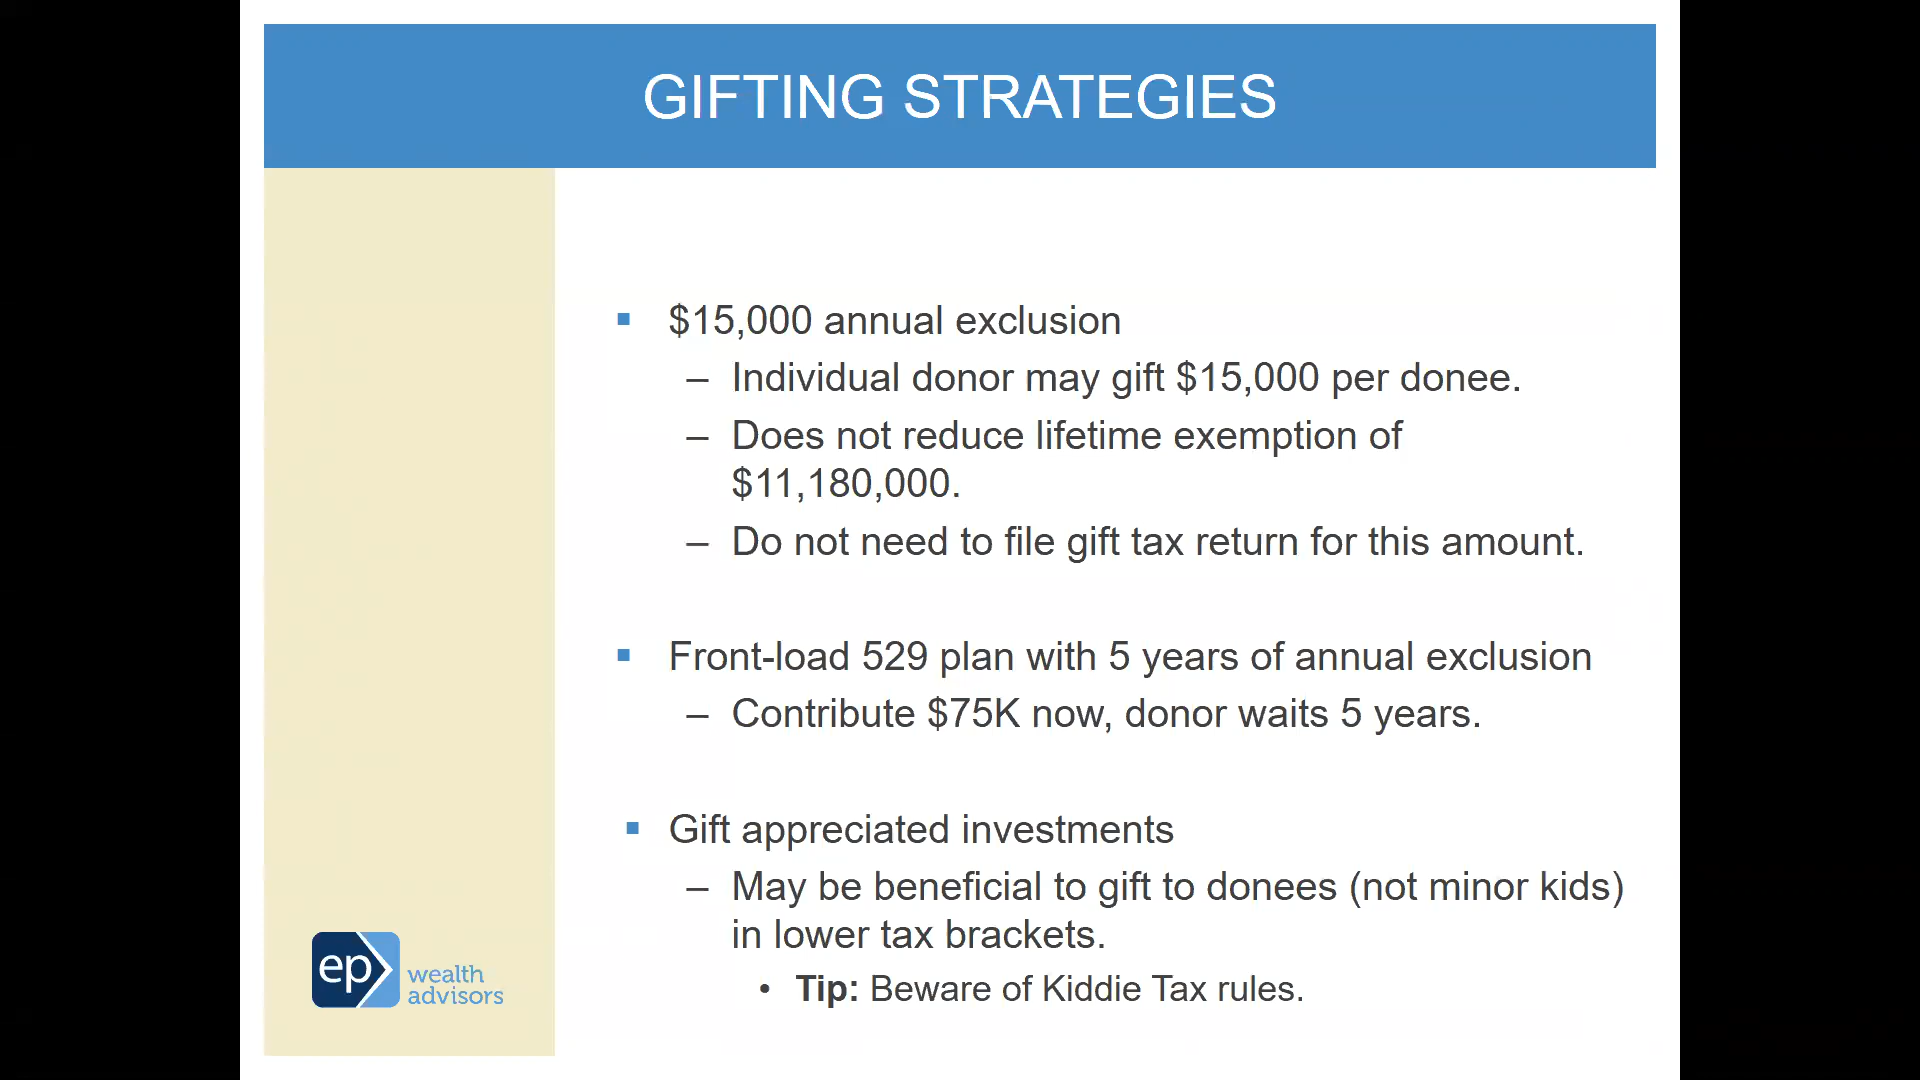 GIFTING STRATEGIES
▪ $15,000 annual exclusion
– Individual donor may gift $15,000 per donee.
– Does not reduce lifetime exemption of
$11,180,000.
– Do not need to file gift tax return for this amount.
▪ Front-load 529 plan with 5 years of annual exclusion
– Contribute $75K now, donor waits 5 years.
▪ Gift appreciated investments
– May be beneficial to gift to donees (not minor kids)
in lower tax brackets.
• Tip: Beware of Kiddie Tax rules.
ep wealth
advisors